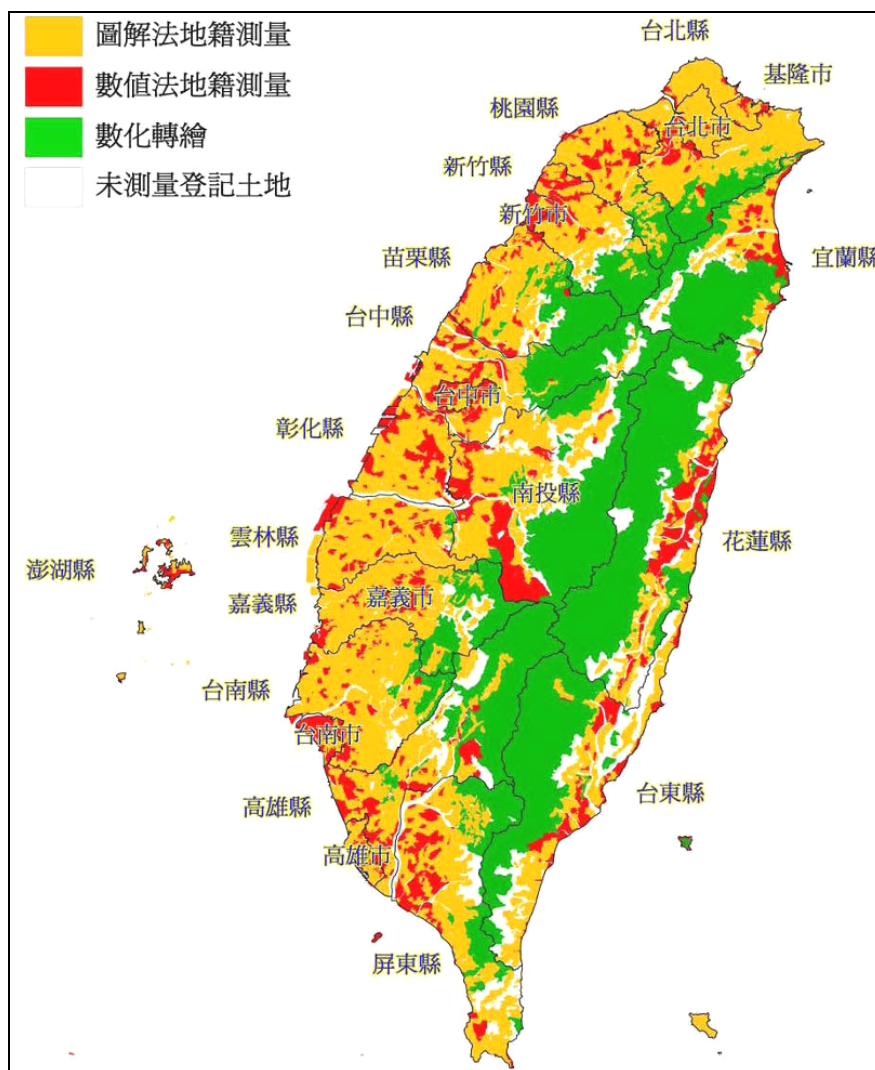 圖解法地籍測量
數值法地籍測量
數化轉繪
未測量登記土地
台北縣
基隆市
桃園縣
台北市
新竹縣
新竹市
苗栗縣
宜蘭縣
台中縣
台中市
彰化縣
南投縣
雲林縣
花蓮縣
澎湖縣
嘉義縣
嘉義市
台南縣
台南市
高雄縣
台東縣
高雄市
屏東縣